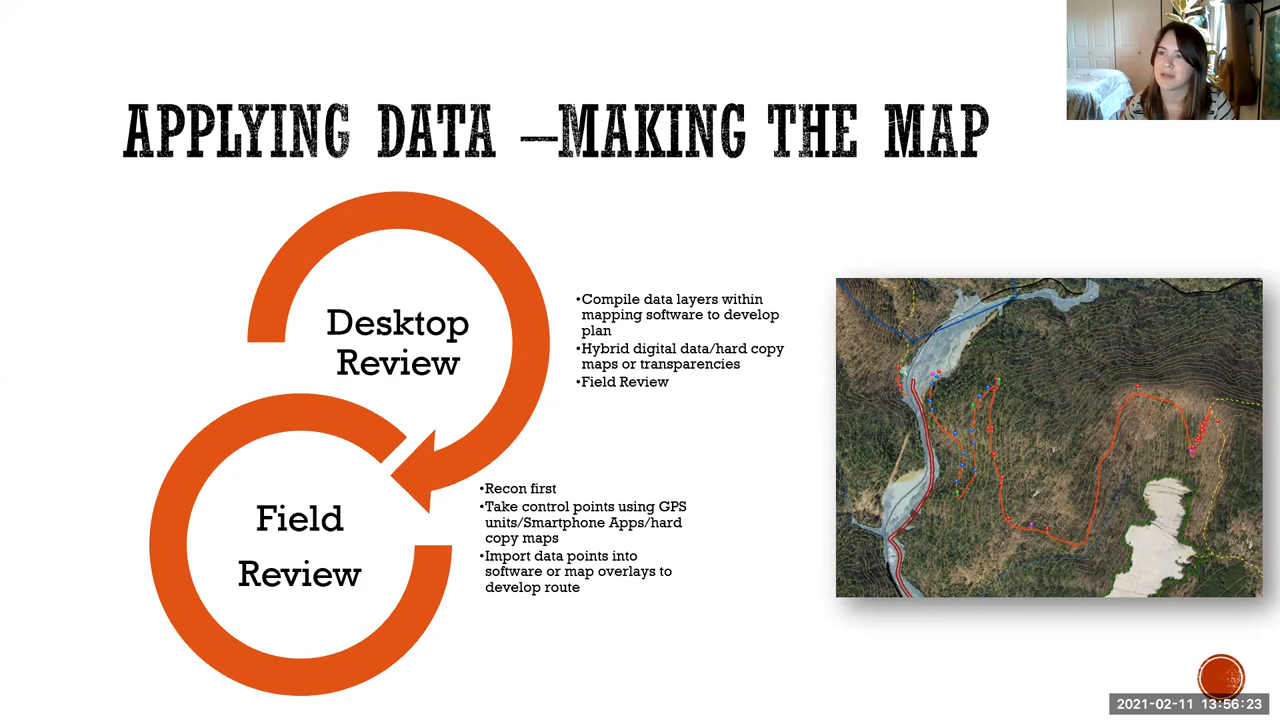 APPLYING DATA –MAKING THE MAP
Desktop
Review
•Compile data layers within
mapping software to develop
plan
•Hybrid digital data/hard copy
maps or transparencies
•Field Review
Field
Review
•Recon first
•Take control points using GPS
units/Smartphone Apps/hard
copy maps
•Import data points into
software or map overlays to
develop route
2021-02-11 13:56:23